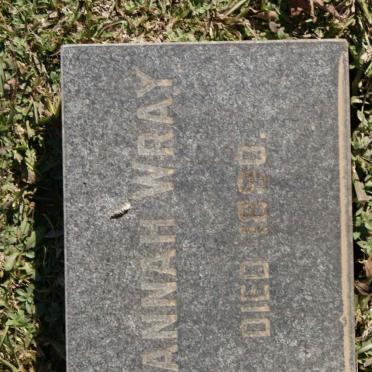 ANNAH WRAY
DIED 1890.